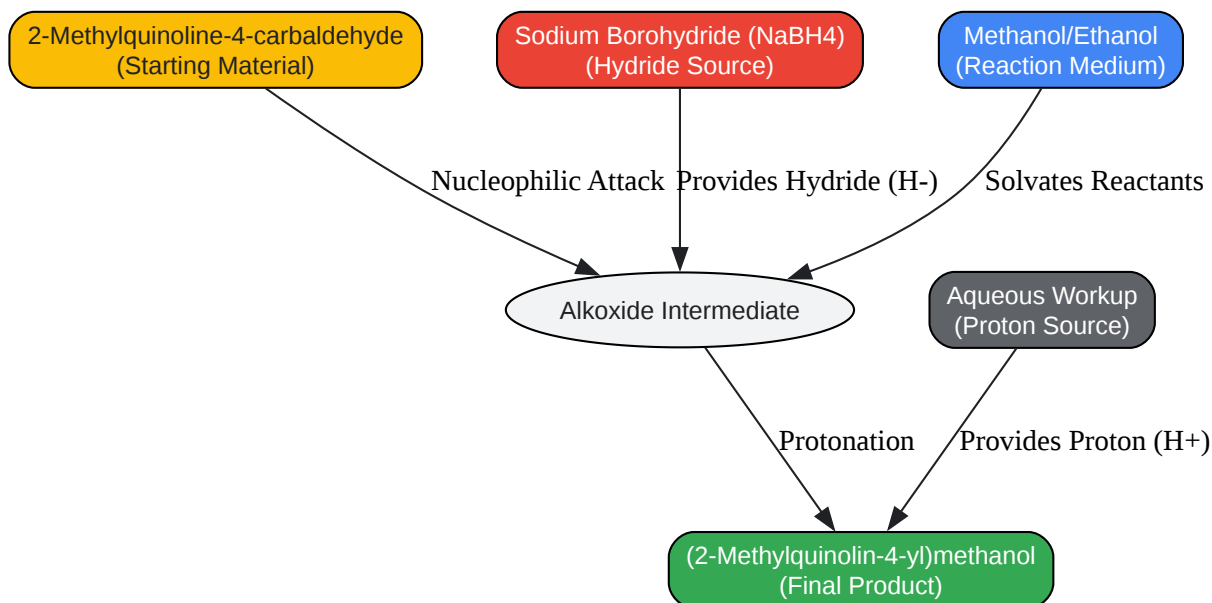 2-Methylquinoline-4-carbaldehyde
(Starting Material)
Sodium Borohydride (NaBH4)
(Hydride Source)
Methanol/Ethanol
(Reaction Medium)
Nucleophilic Attack
Provides Hydride (H-)
Solvates Reactants
Alkoxide Intermediate
Aqueous Workup
(Proton Source)
Protonation
Provides Proton (H+)
(2-Methylquinolin-4-yl)methanol
(Final Product)